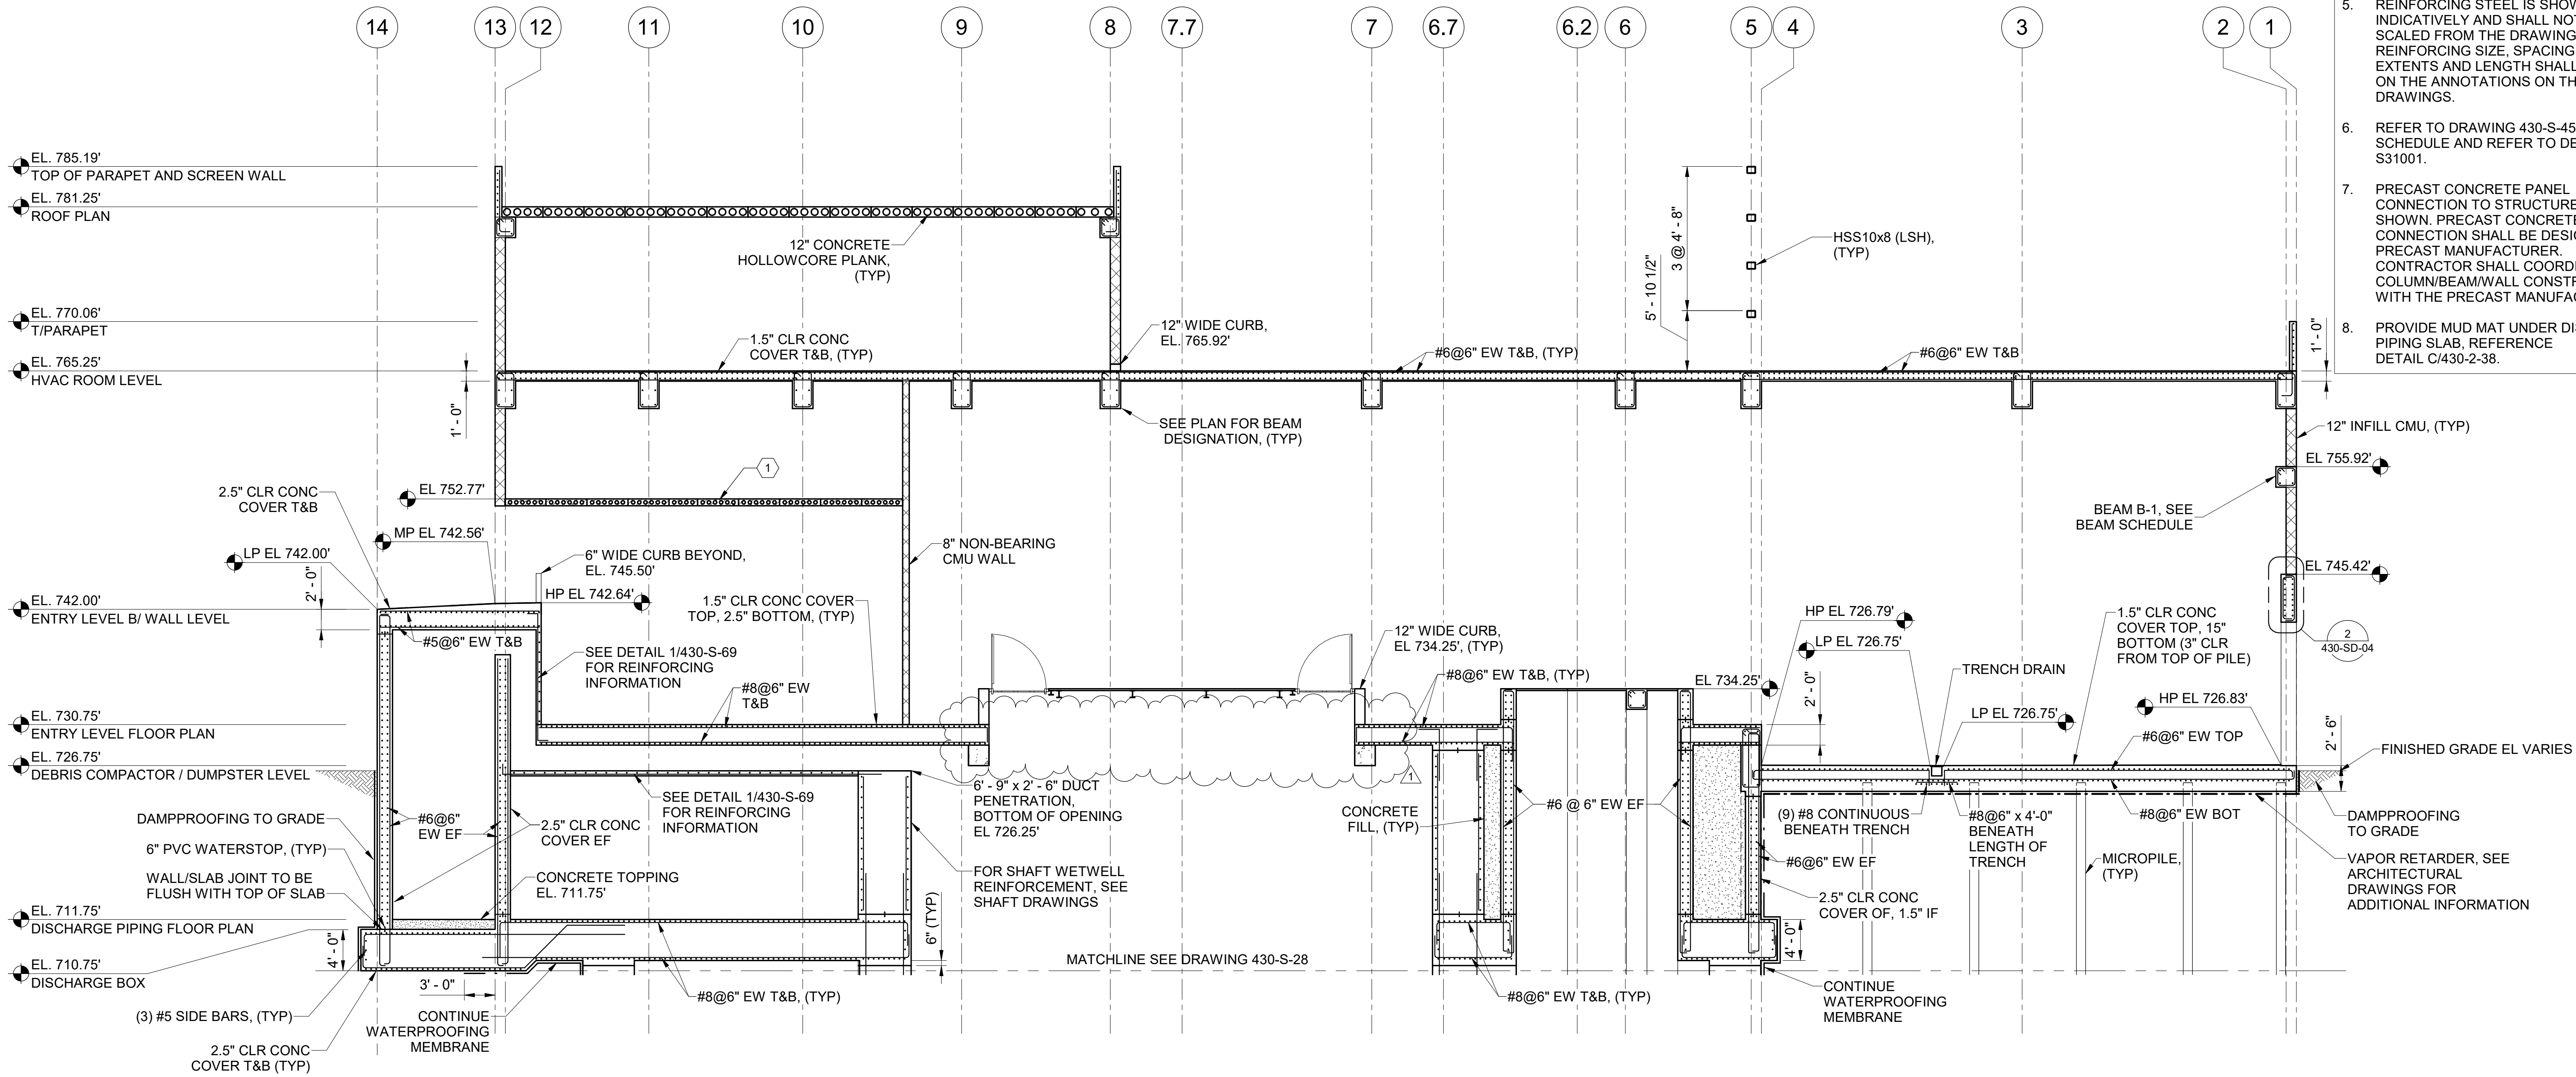 14
13
12
11
10
9
8
7.7
7
6.7
6.2
6
5
4
3
2
1
5. REINFORCING STEEL IS SHOW
INDICATIVELY AND SHALL NO
SCALED FROM THE DRAWING
REINFORCING SIZE, SPACING
EXTENTS AND LENGTH SHALL
ON THE ANNOTATIONS ON TH
DRAWINGS.
6. REFER TO DRAWING 430-S-45
SCHEDULE AND REFER TO DE
S31001.
7. PRECAST CONCRETE PANEL
CONNECTION TO STRUCTURE
SHOWN. PRECAST CONCRETE
CONNECTION SHALL BE DESI
PRECAST MANUFACTURER.
CONTRACTOR SHALL COORD
COLUMN/BEAM/WALL CONST
WITH THE PRECAST MANUFA
8. PROVIDE MUD MAT UNDER DI
PIPING SLAB, REFERENCE
DETAIL C/430-2-38.
EL. 785.19'
TOP OF PARAPET AND SCREEN WALL
EL. 781.25'
ROOF PLAN
EL. 770.06'
T/PARAPET
EL. 765.25'
HVAC ROOM LEVEL
12" CONCRETE
HOLLOWCORE PLANK,
(TYP)
1.5" CLR CONC
COVER T&B, (TYP)
12" WIDE CURB,
EL. 765.92'
#6@6" EW T&B, (TYP)
#6@6" EW T&B
3 @ 4' - 8"
5' - 10 1/2"
HSS10x8 (LSH),
(TYP)
1' - 0"
1' - 0"
SEE PLAN FOR BEAM
DESIGNATION, (TYP)
12" INFILL CMU, (TYP)
EL 755.92'
BEAM B-1, SEE
BEAM SCHEDULE
EL 745.42'
2
430-SD-04
1
EL 752.77'
2.5" CLR CONC
COVER T&B
MP EL 742.56'
LP EL 742.00'
2' - 0"
6" WIDE CURB BEYOND,
EL. 745.50'
HP EL 742.64'
8" NON-BEARING
CMU WALL
EL. 742.00'
ENTRY LEVEL B/ WALL LEVEL
#5@6" EW T&B
1.5" CLR CONC COVER
TOP, 2.5" BOTTOM, (TYP)
SEE DETAIL 1/430-S-69
FOR REINFORCING
INFORMATION
#8@6" EW
T&B
12" WIDE CURB,
EL 734.25', (TYP)
#8@6" EW T&B, (TYP)
EL 734.25'
2' - 0"
HP EL 726.79'
LP EL 726.75'
TRENCH DRAIN
1.5" CLR CONC
COVER TOP, 15"
BOTTOM (3" CLR
FROM TOP OF PILE)
HP EL 726.83'
LP EL 726.75'
#6@6" EW TOP
2' - 6"
FINISHED GRADE EL VARIES
EL. 730.75'
ENTRY LEVEL FLOOR PLAN
EL. 726.75'
DEBRIS COMPACTOR / DUMPSTER LEVEL
DAMPPROOFING TO GRADE
6" PVC WATERSTOP, (TYP)
WALL/SLAB JOINT TO BE
FLUSH WITH TOP OF SLAB
#6@6"
EW EF
2.5" CLR CONC
COVER EF
CONCRETE TOPPING
EL. 711.75'
SEE DETAIL 1/430-S-69
FOR REINFORCING
INFORMATION
6' - 9" x 2' - 6" DUCT
PENETRATION,
BOTTOM OF OPENING
EL 726.25'
FOR SHAFT WETWELL
REINFORCEMENT, SEE
SHAFT DRAWINGS
1
CONCRETE
FILL, (TYP)
#6 @ 6" EW EF
(9) #8 CONTINUOUS
BENEATH TRENCH
#8@6" x 4'-0"
BENEATH
LENGTH OF
TRENCH
#8@6" EW BOT
DAMPPROOFING
TO GRADE
#6@6" EW EF
MICROPILE,
(TYP)
VAPOR RETARDER, SEE
ARCHITECTURAL
DRAWINGS FOR
ADDITIONAL INFORMATION
2.5" CLR CONC
COVER OF, 1.5" IF
EL. 711.75'
DISCHARGE PIPING FLOOR PLAN
EL. 710.75'
DISCHARGE BOX
4' - 0"
6" (TYP)
4' - 0"
MATCHLINE SEE DRAWING 430-S-28
3' - 0"
#8@6" EW T&B, (TYP)
#8@6" EW T&B, (TYP)
(3) #5 SIDE BARS, (TYP)
CONTINUE
WATERPROOFING
MEMBRANE
CONTINUE
WATERPROOFING
MEMBRANE
2.5" CLR CONC
COVER T&B (TYP)